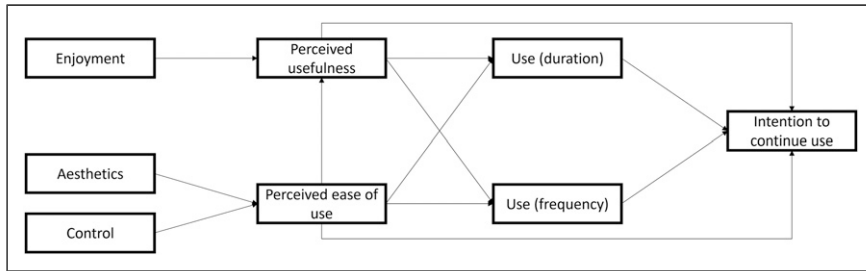 Enjoyment
Perceived
usefulness
Use (duration)
Intention to
continue use
Aesthetics
Perceived ease of
use
Use (frequency)
Control